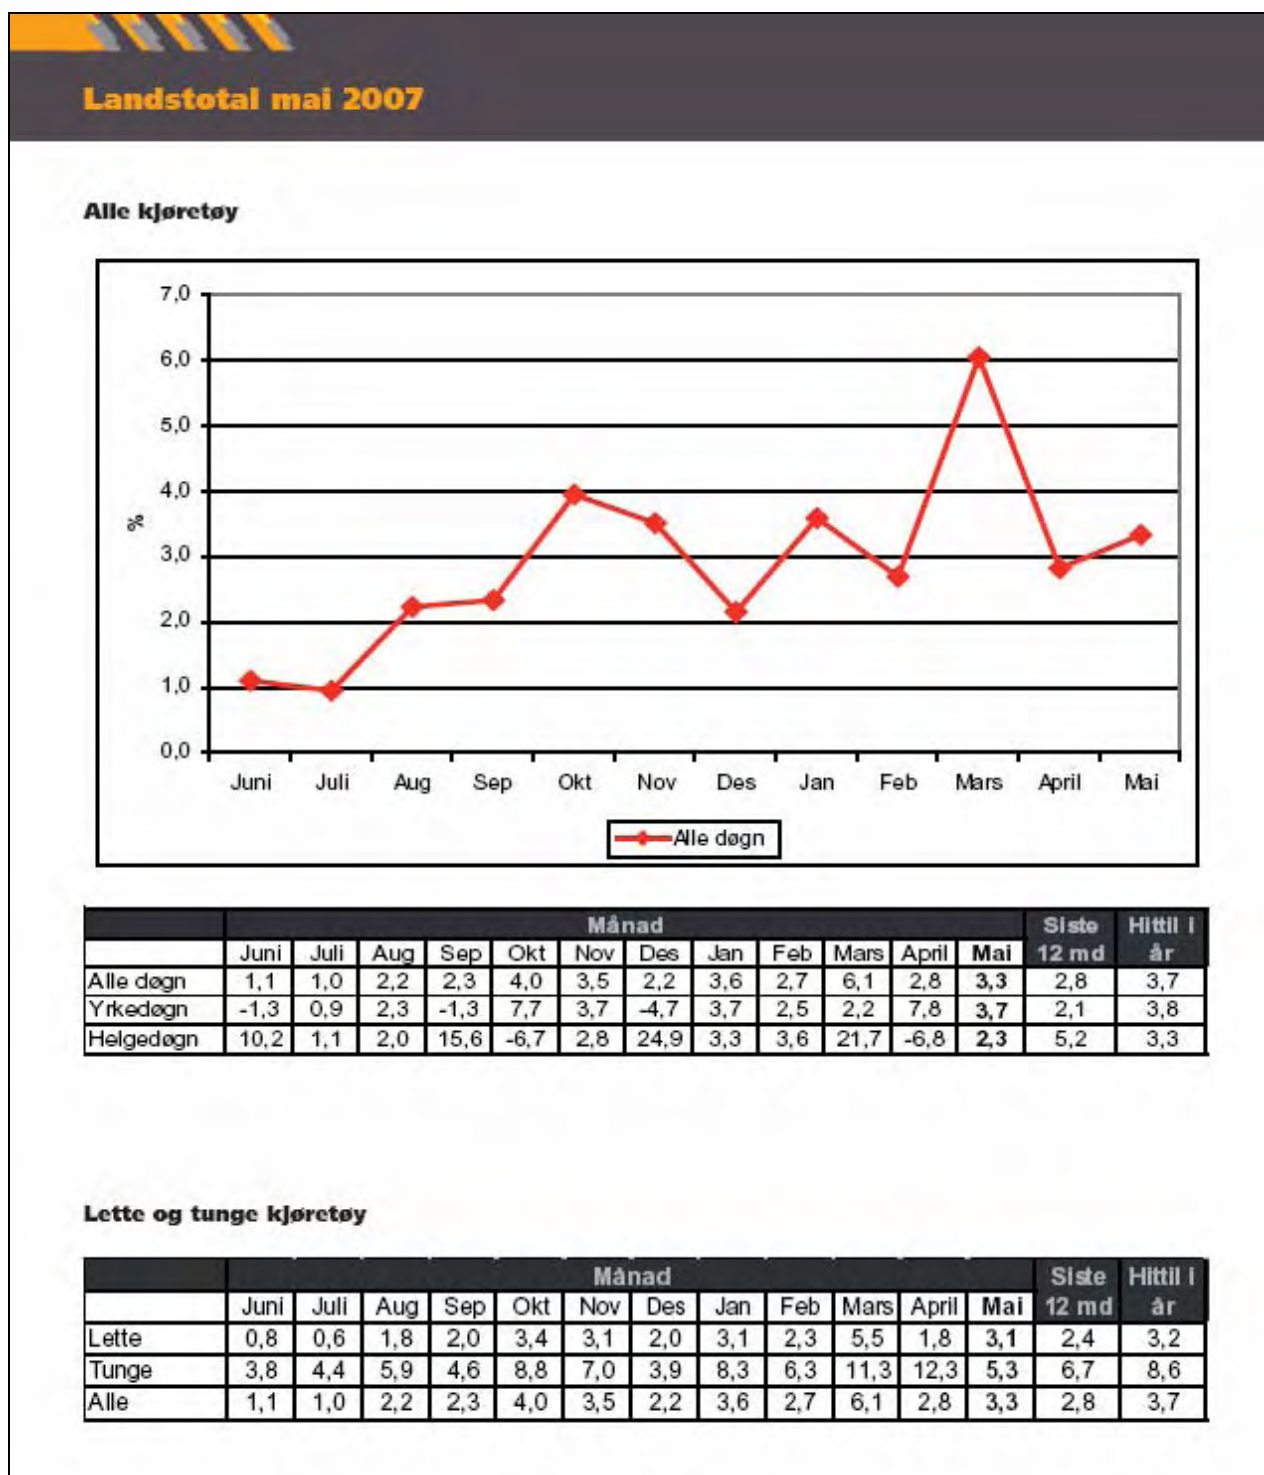 Landstotal mai 2007
Alle kjøretøy
7,0
6,0
5,0
4,0
3,0
2,0
1,0
0,0
%
Juni Juli Aug Sep Okt Nov Des Jan Feb Mars April Mai
Alle døgn
Månad Siste Hittil i
Juni Juli Aug Sep Okt Nov Des Jan Feb Mars April Mai 12 md år
Alle døgn 1,1 1,0 2,2 2,3 4,0 3,5 2,2 3,6 2,7 6,1 2,8 3,3 2,8 3,7
Yrkedøgn -1,3 0,9 2,3 -1,3 7,7 3,7 -4,7 3,7 2,5 2,2 7,8 3,7 2,1 3,8
Helgedøgn 10,2 1,1 2,0 15,6 -6,7 2,8 24,9 3,3 3,6 21,7 -6,8 2,3 5,2 3,3
Lette og tunge kjøretøy
Månad Siste Hittil i
Juni Juli Aug Sep Okt Nov Des Jan Feb Mars April Mai 12 md år
Lette 0,8 0,6 1,8 2,0 3,4 3,1 2,0 3,1 2,3 5,5 1,8 3,1 2,4 3,2
Tunge 3,8 4,4 5,9 4,6 8,8 7,0 3,9 8,3 6,3 11,3 12,3 5,3 6,7 8,6
Alle 1,1 1,0 2,2 2,3 4,0 3,5 2,2 3,6 2,7 6,1 2,8 3,3 2,8 3,7